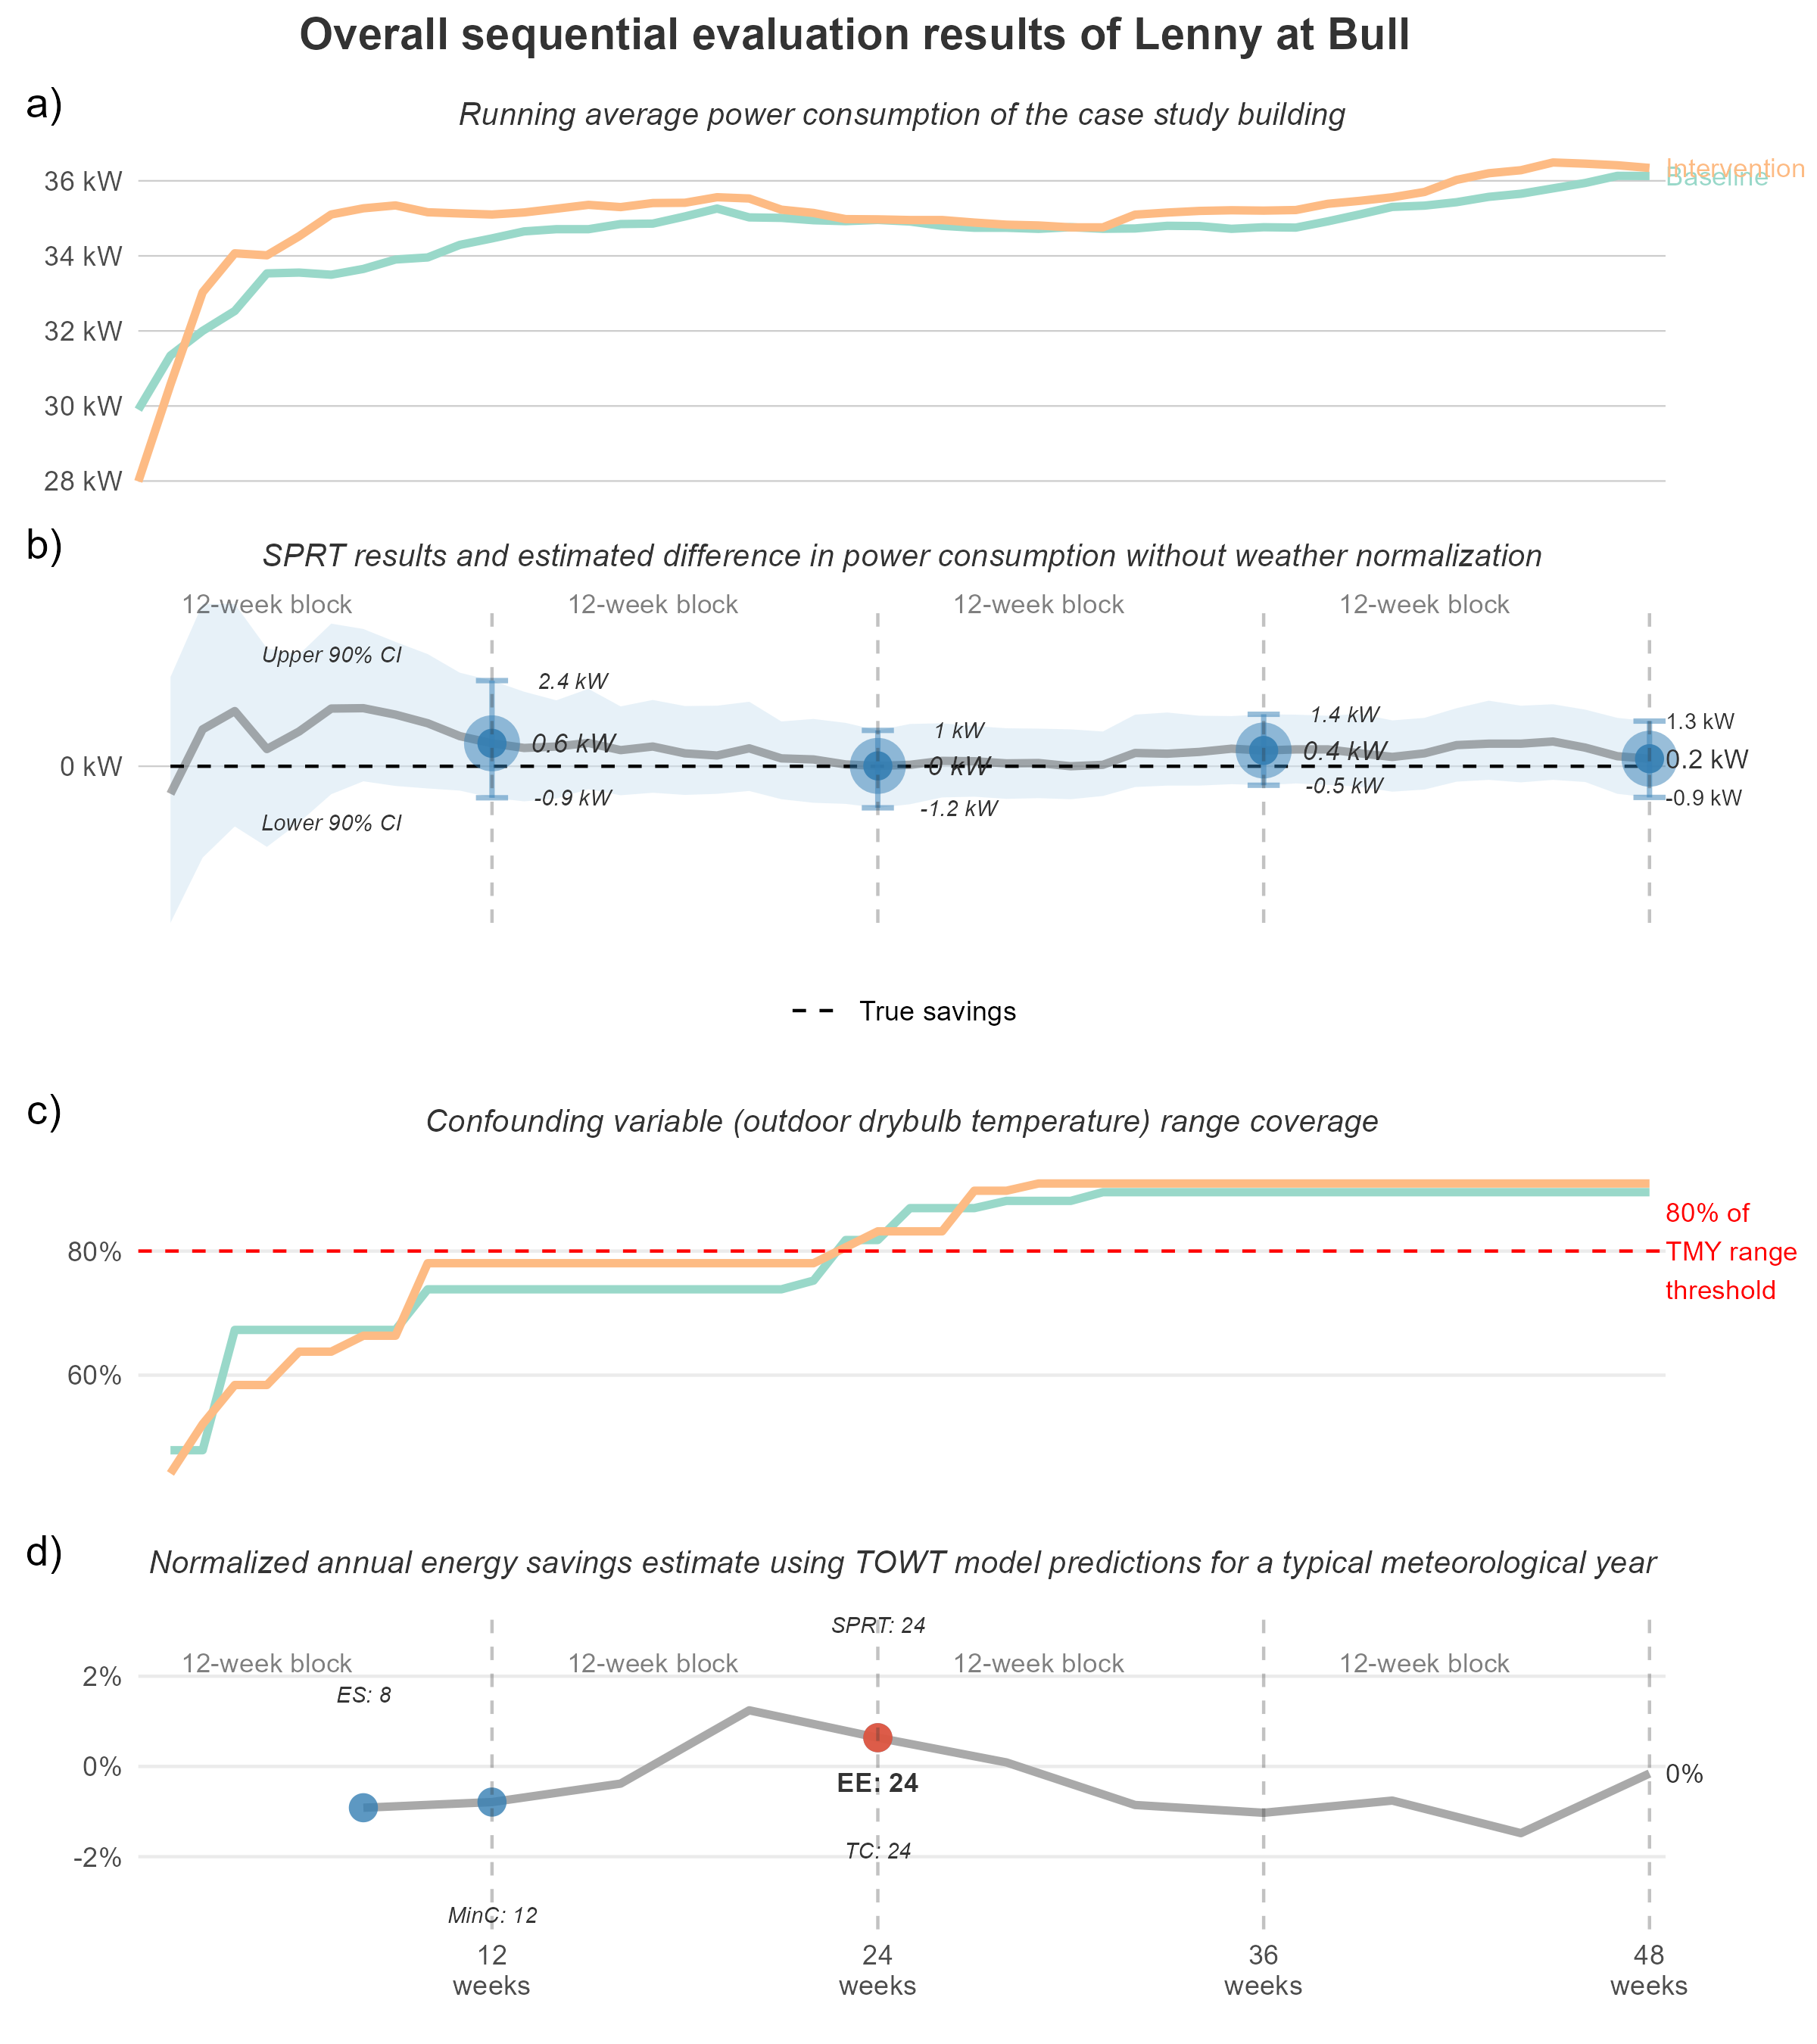 Overall sequential evaluation results of Lenny at Bull
a)
Running average power consumption of the case study building
36 kW
34 kW
32 kW
30 kW
28 kW
Intervention
Baseline
b)
SPRT results and estimated difference in power consumption without weather normalization
12-week block
12-week block
12-week block
12-week block
Upper 90% CI
Lower 90% CI
0 kW
2.4 kW
0.6 kW
-0.9 kW
1 kW
0 kW
-1.2 kW
1.4 kW
0.4 kW
-0.5 kW
1.3 kW
0.2 kW
-0.9 kW
True savings
c)
Confounding variable (outdoor drybulb temperature) range coverage
80%
60%
80% of
TMY range
threshold
d)
Normalized annual energy savings estimate using TOWT model predictions for a typical meteorological year
SPRT: 24
12-week block
12-week block
12-week block
12-week block
2%
0%
-2%
ES: 8
EE: 24
TC: 24
MinC: 12
0%
12
weeks
24
weeks
36
weeks
48
weeks